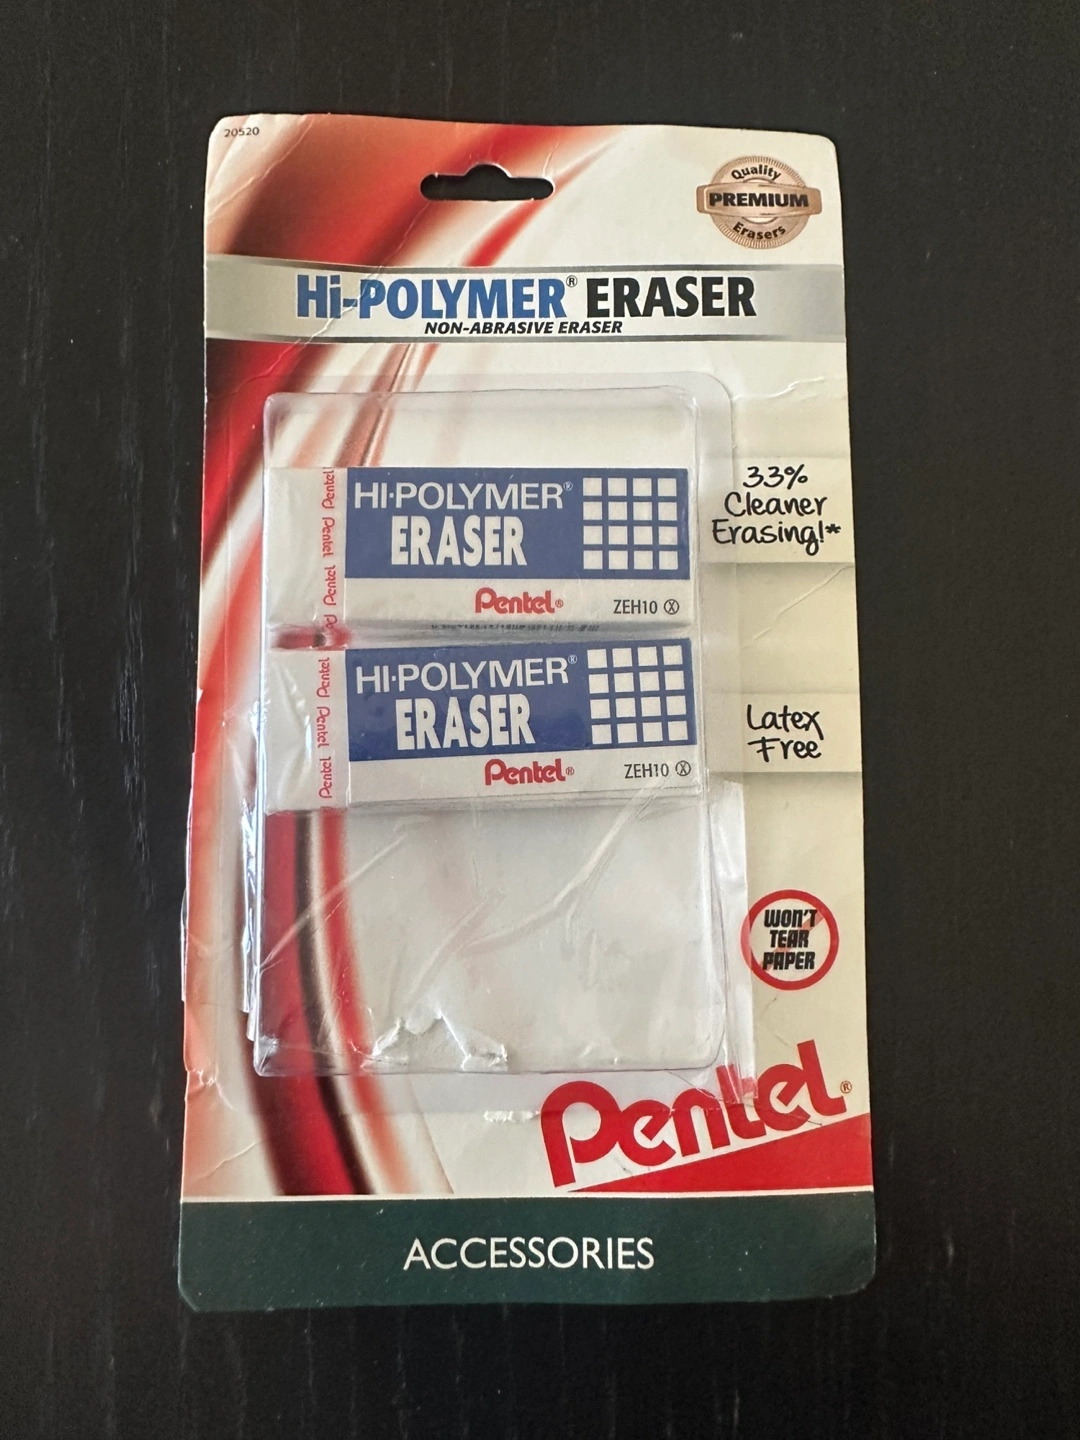 20520
Quality
PREMIUM
Erasers
Hi-POLYMER® ERASER
NON-ABRASIVE ERASER
33%
Cleaner
Erasing!*
Pentel Pentel Pentel
HI·POLYMER®
ERASER
Pentel®
ZEH10 Ⓧ
Pentel Pentel Pentel
HI·POLYMER®
ERASER
Pentel®
ZEH10 Ⓧ
Latex
Free
WON'T
TEAR
PAPER
Pentel®
ACCESSORIES